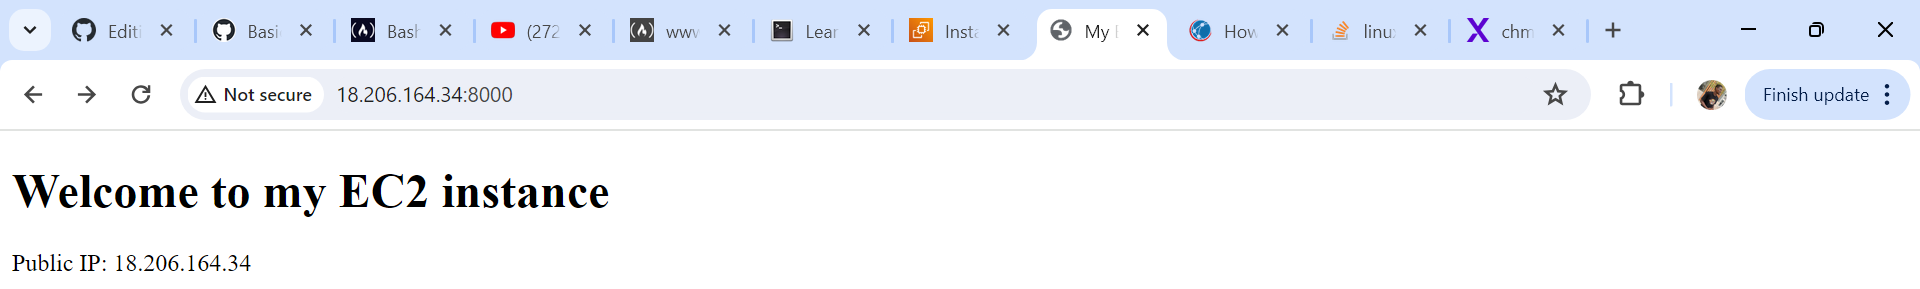 Editi
Basi
Bash
(272
www
Lear
Insta
My
How
linu
chm
Not secure
18.206.164.34:8000
Finish update
Welcome to my EC2 instance
Public IP: 18.206.164.34